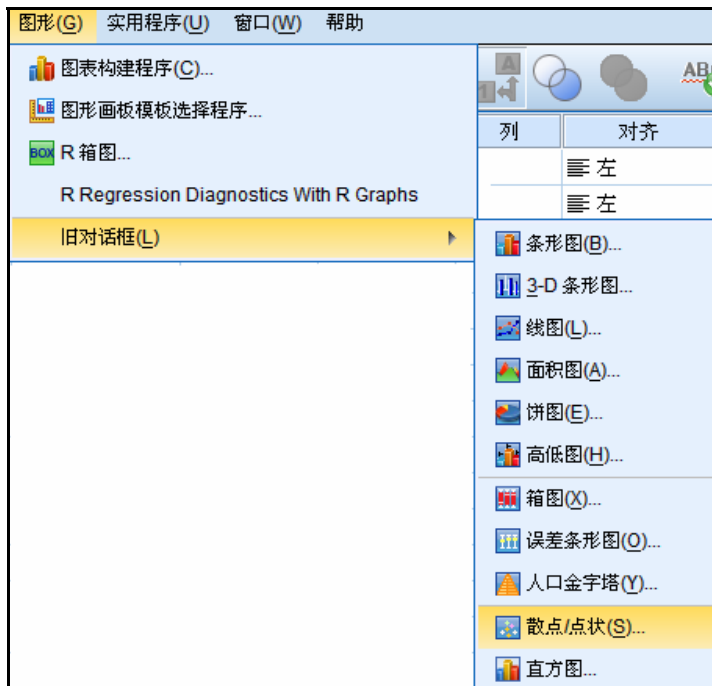 图形(G) 实用程序(U) 窗口(W) 帮助
图表构建程序(C)...
图形画板模板选择程序...
BOX R 箱图...
R Regression Diagnostics With R Graphs
旧对话框(L)
A
1
ABC
列 对齐
左
左
条形图(B)...
3-D 条形图...
线图(L)...
面积图(A)...
饼图(E)...
高低图(H)...
箱图(X)...
误差条形图(O)...
人口金字塔(Y)...
散点/点状(S)...
直方图...